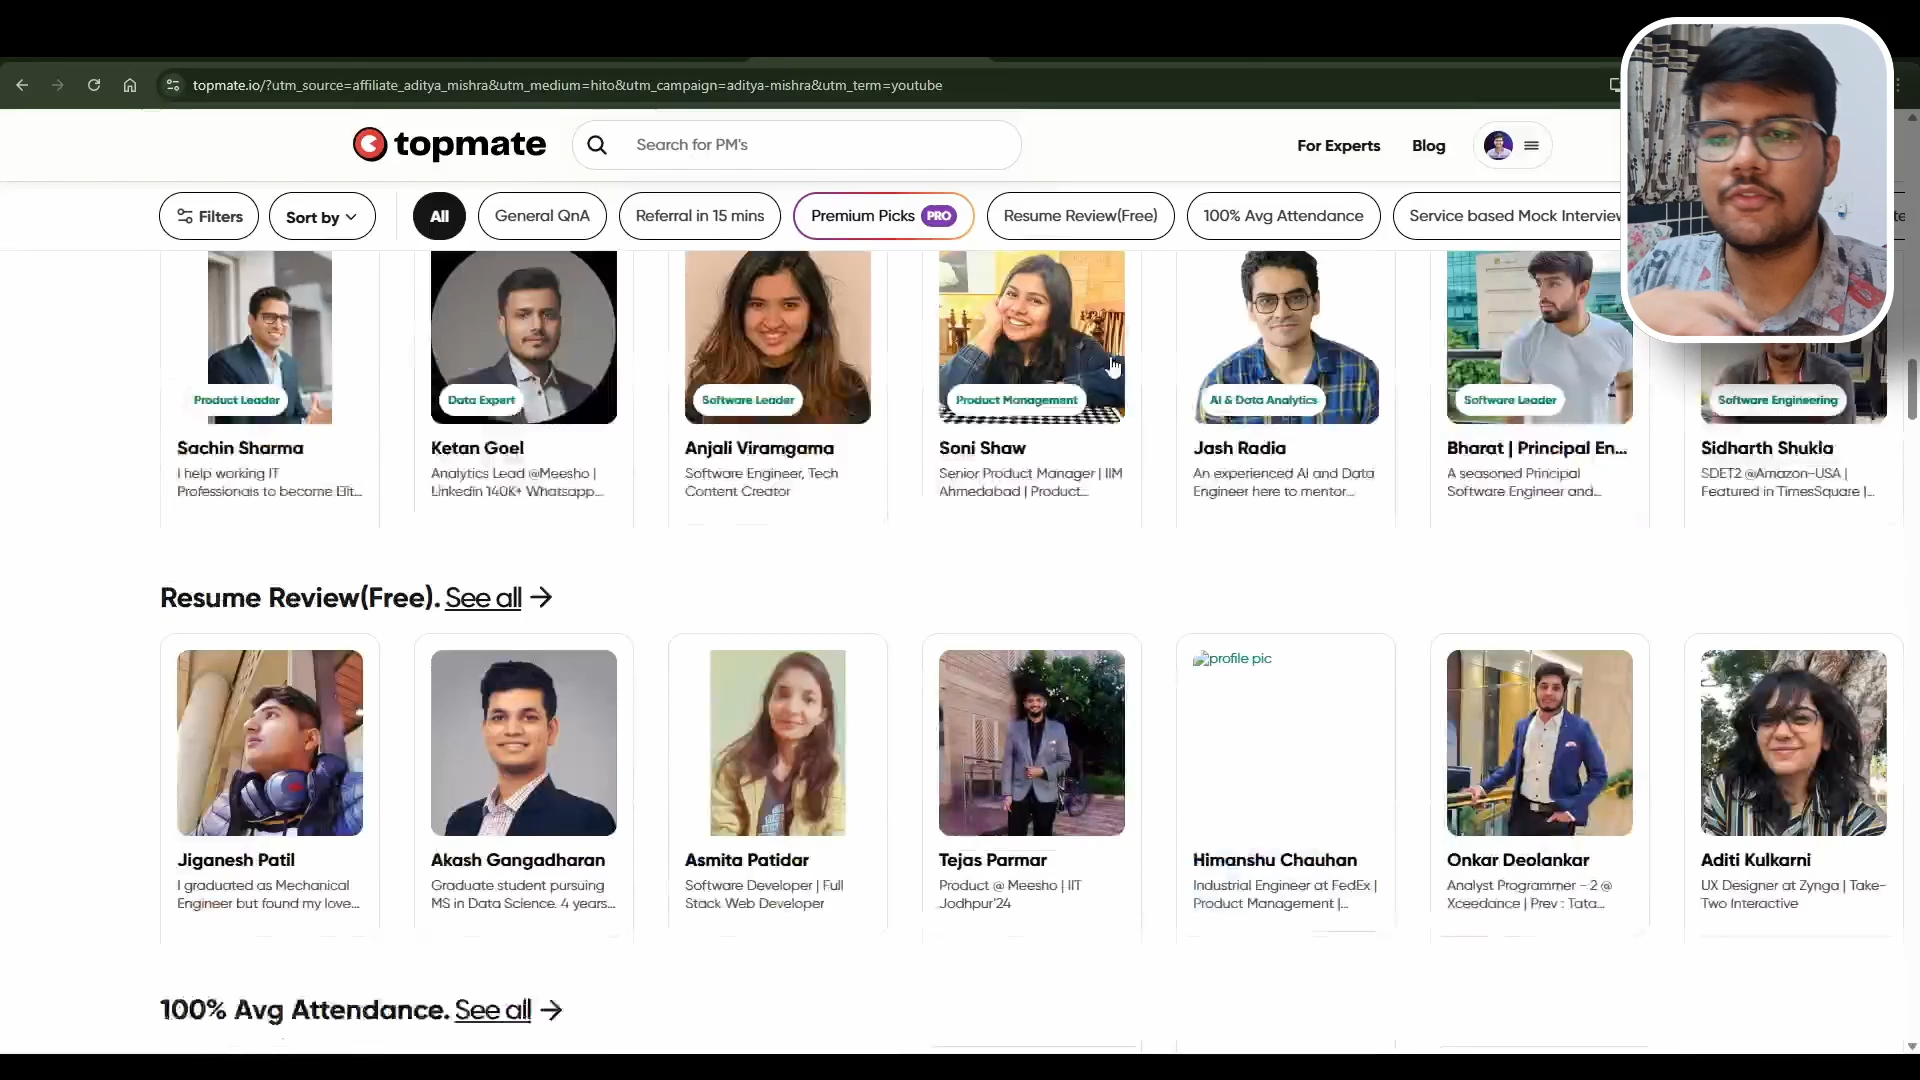 topmate.io/?utm_source=affiliate_aditya_mishra&utm_medium=hito&utm_campaign=aditya-mishra&utm_term=youtube
topmate
Search for PM's
For Experts
Blog
Filters
Sort by
All
General QnA
Referral in 15 mins
Premium Picks PRO
Resume Review(Free)
100% Avg Attendance
Service based Mock Interview
Product Leader
Data Expert
Software Leader
Product Management
AI & Data Analytics
Software Leader
Software Engineering
Sachin Sharma
I help working IT
Professionals to become Elit...
Ketan Goel
Analytics Lead @Meesho |
Linkedin 140K+ Whatsapp...
Anjali Viramgama
Software Engineer, Tech
Content Creator
Soni Shaw
Senior Product Manager | IIM
Ahmedabad | Product...
Jash Radia
An experienced AI and Data
Engineer here to mentor...
Bharat | Principal En...
A seasoned Principal
Software Engineer and...
Sidharth Shukla
SDET2 @Amazon-USA |
Featured in TimesSquare |...
Resume Review(Free). See all →
profile pic
Jiganesh Patil
I graduated as Mechanical
Engineer but found my love...
Akash Gangadharan
Graduate student pursuing
MS in Data Science. 4 years...
Asmita Patidar
Software Developer | Full
Stack Web Developer
Tejas Parmar
Product @ Meesho | IIT
Jodhpur'24
Himanshu Chauhan
Industrial Engineer at FedEx |
Product Management |...
Onkar Deolankar
Analyst Programmer - 2 @
Xceedance | Prev : Tata...
Aditi Kulkarni
UX Designer at Zynga | Take-
Two Interactive
100% Avg Attendance. See all →